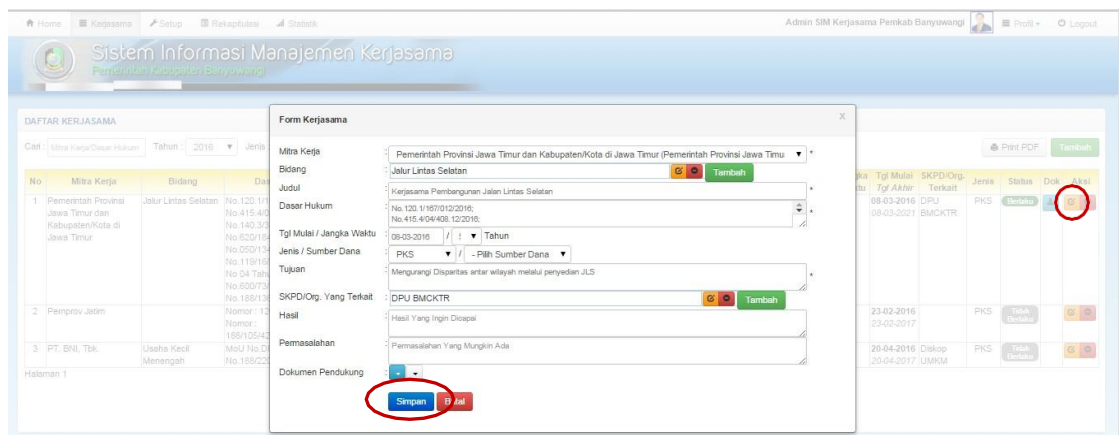 Home Kerjasama Setup Rekapitulasi Statistik Admin SIM Kerjasama Pemkab Banyuwangi Profil Logout
Sistem Informasi Manajemen Kerjasama
Pemerintah Kabupaten Banyuwangi
DAFTAR KERJASAMA
Cari : Mitra Kerja/Dasar Hukum Tahun : 2016 Jenis Print PDF Tambah
No Mitra Kerja Bidang Tgl Mulai Tgl Akhir SKPD/Org. Terkait Jenis Status Dok Aksi
1 Pemerintah Provinsi Jalur Lintas Selatan 08-03-2016 DPU PKS Berlaku
Jawa Timur dan 08-03-2021 BMCKTR
Kabupaten/Kota di
Jawa Timur
2 Pemprov Jatim Nomor : 23-02-2016 PKS Tidak Berlaku
Nomor : 23-02-2017
3 PT. BNI, Tbk Usaha Kecil MoU 20-04-2016 Diskop PKS Tidak Berlaku
Menengah 20-04-2017 UMKM
Halaman 1
Form Kerjasama X
Mitra Kerja : Pemerintah Provinsi Jawa Timur dan Kabupaten/Kota di Jawa Timur (Pemerintah Provinsi Jawa Timu *
Bidang : Jalur Lintas Selatan Tambah
Judul : Kerjasama Pembangunan Jalan Lintas Selatan *
Dasar Hukum : No.120.1/167/012/2016;
No.415.4/04/408.12/2016; *
Tgl Mulai / Jangka Waktu : 08-03-2016 / Tahun
Jenis / Sumber Dana : PKS / - Pilih Sumber Dana
Tujuan : Mengurangi Disparitas antar wilayah melalui penyedian JLS *
SKPD/Org. Yang Terkait : DPU BMCKTR Tambah
Hasil : Hasil Yang Ingin Dicapai
Permasalahan : Permasalahan Yang Mungkin Ada
Dokumen Pendukung :
Simpan Batal